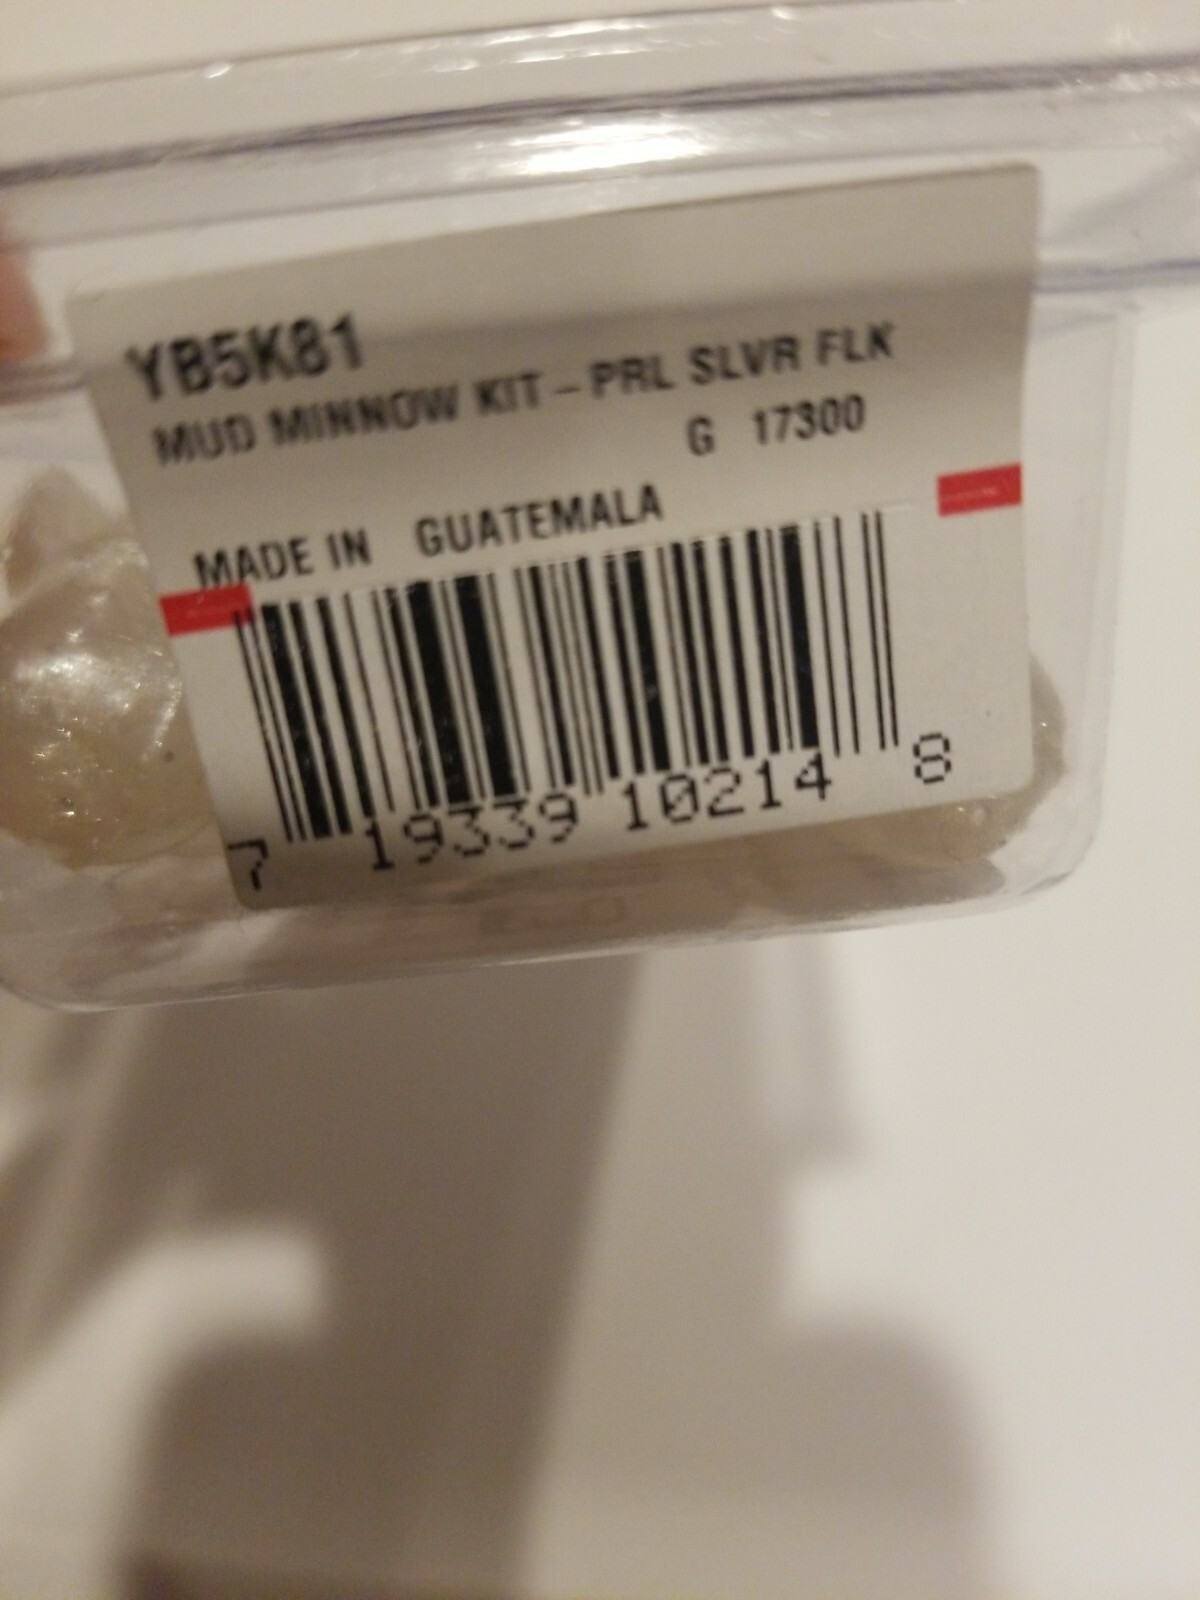 YB5K81
MUD MINNOW KIT – PRL SLVR FLK
G 17300
MADE IN GUATEMALA
7 19339 10214 8